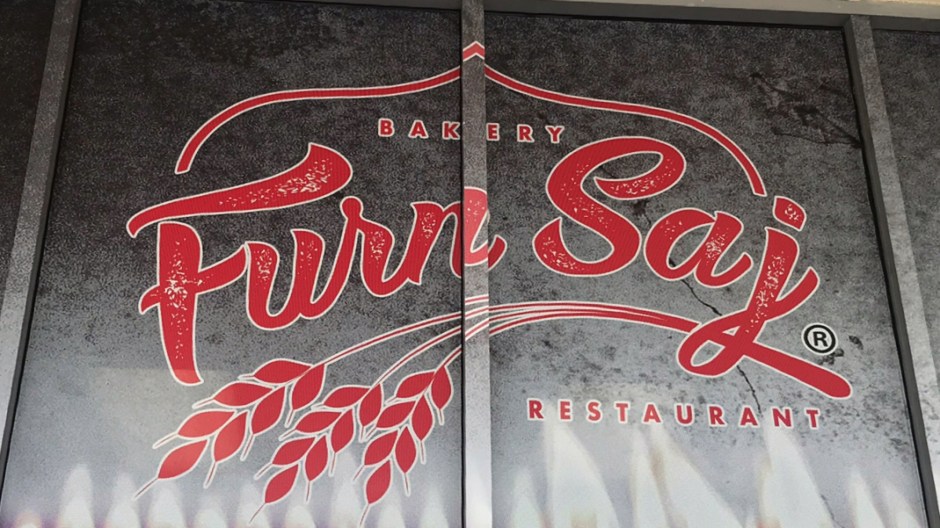 BAKERY
Furn Saj
®
RESTAURANT